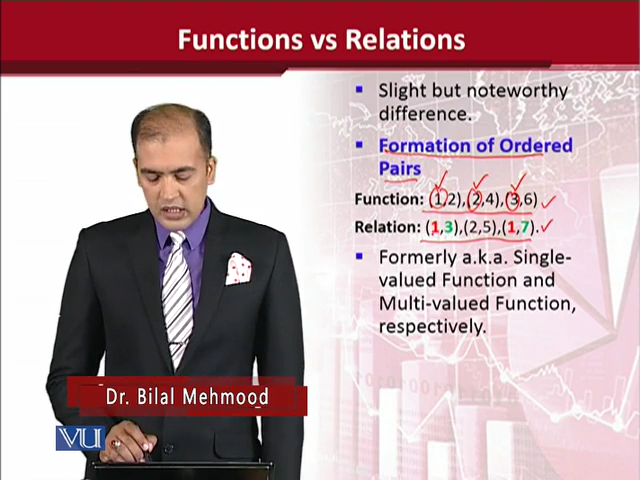 Functions vs Relations
Slight but noteworthy
difference.
Formation of Ordered
Pairs
Function: (1,2),(2,4),(3,6)
Relation: (1,3),(2,5),(1,7).
Formerly a.k.a. Single-
valued Function and
Multi-valued Function,
respectively.
Dr. Bilal Mehmood
VU